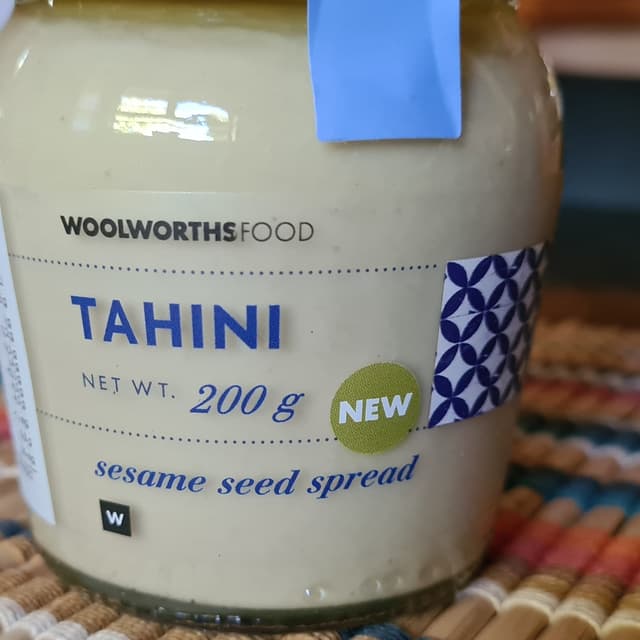 WOOLWORTHSFOOD
TAHINI
NET WT. 200 g
NEW
sesame seed spread
W